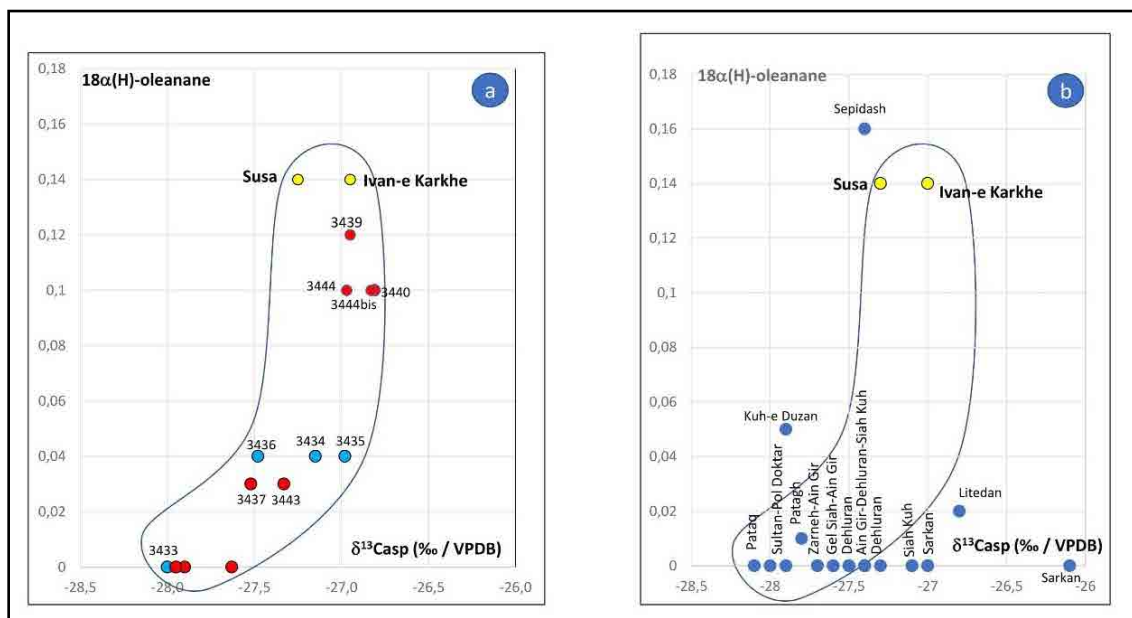 18α(H)-oleanane
a
0,18
0,16
0,14
0,12
0,1
0,08
0,06
0,04
0,02
0
Susa
Ivan-e Karkhe
3439
3444
3444bis
3440
3436
3434
3435
3437
3443
3433
δ¹³Casp (‰ / VPDB)
-28,5
-28
-27,5
-27
-26,5
-26
18α(H)-oleanane
b
0,18
0,16
0,14
0,12
0,1
0,08
0,06
0,04
0,02
0
Sepidash
Susa
Ivan-e Karkhe
Kuh-e Duzan
Litedan
Pataq
Sultan-Pol Doktar
Patagh
Zarneh-Ain Gir
Gel Siah-Ain Gir
Dehluran
Ain Gir-Dehluran-Siah Kuh
Dehluran
Siah Kuh
Sarkan
δ¹³Casp (‰ / VPDB)
Sarkan
-28,5
-28
-27,5
-27
-26,5
-26